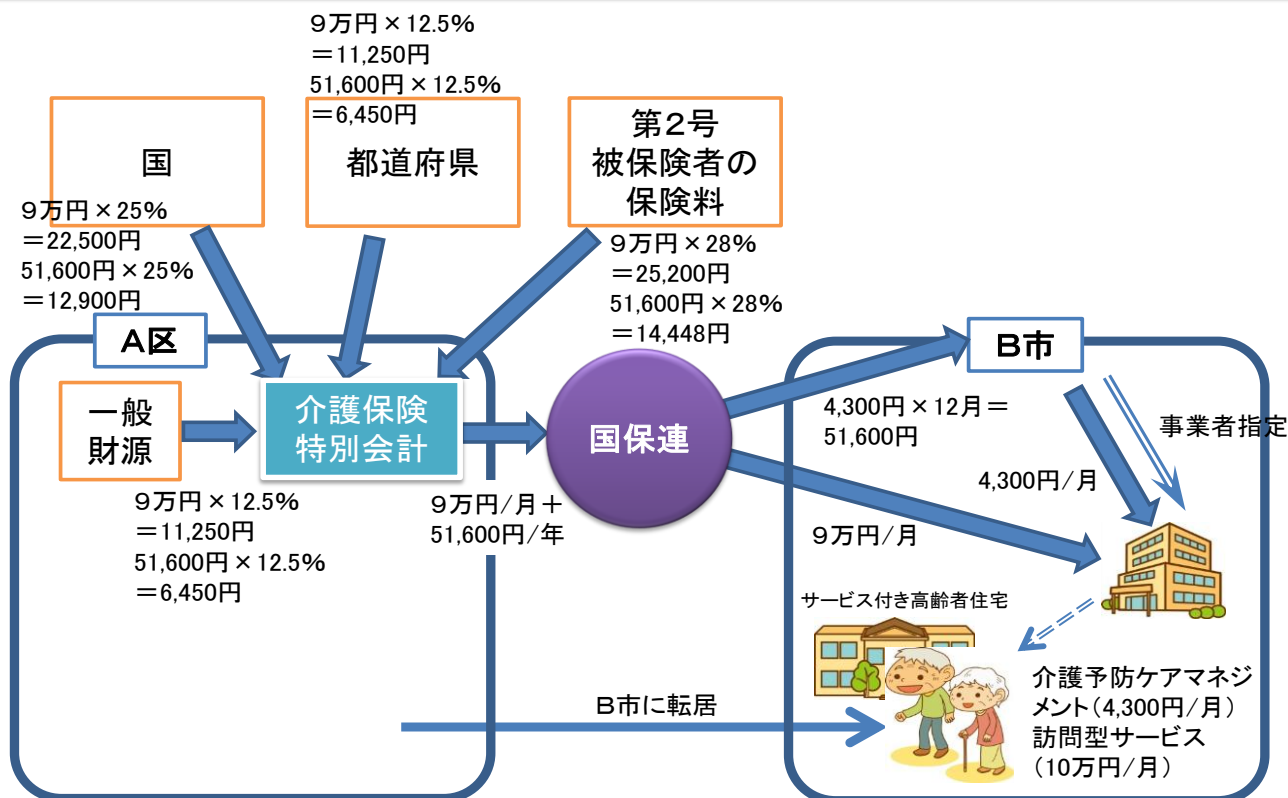 9万円×12.5%
=11,250円
51,600円×12.5%
=6,450円
国
都道府県
第2号
被保険者の
保険料
9万円×25%
=22,500円
51,600円×25%
=12,900円
9万円×28%
=25,200円
51,600円×28%
=14,448円
A区
B市
一般
財源
介護保険
特別会計
国保連
4,300円×12月=
51,600円
事業者指定
4,300円/月
9万円×12.5%
=11,250円
51,600円×12.5%
=6,450円
9万円/月+
51,600円/年
9万円/月
サービス付き高齢者住宅
B市に転居
介護予防ケアマネジ
メント(4,300円/月)
訪問型サービス
(10万円/月)